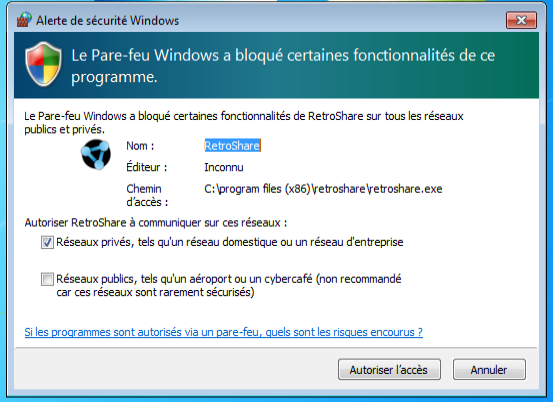 Alerte de sécurité Windows
Le Pare-feu Windows a bloqué certaines fonctionnalités de ce
programme.
Le Pare-feu Windows a bloqué certaines fonctionnalités de RetroShare sur tous les réseaux
publics et privés.
Nom : RetroShare
Éditeur : Inconnu
Chemin C:\program files (x86)\retroshare\retroshare.exe
d'accès :
Autoriser RetroShare à communiquer sur ces réseaux :
Réseaux privés, tels qu'un réseau domestique ou un réseau d'entreprise
Réseaux publics, tels qu'un aéroport ou un cybercafé (non recommandé
car ces réseaux sont rarement sécurisés)
Si les programmes sont autorisés via un pare-feu, quels sont les risques encourus ?
Autoriser l'accès Annuler